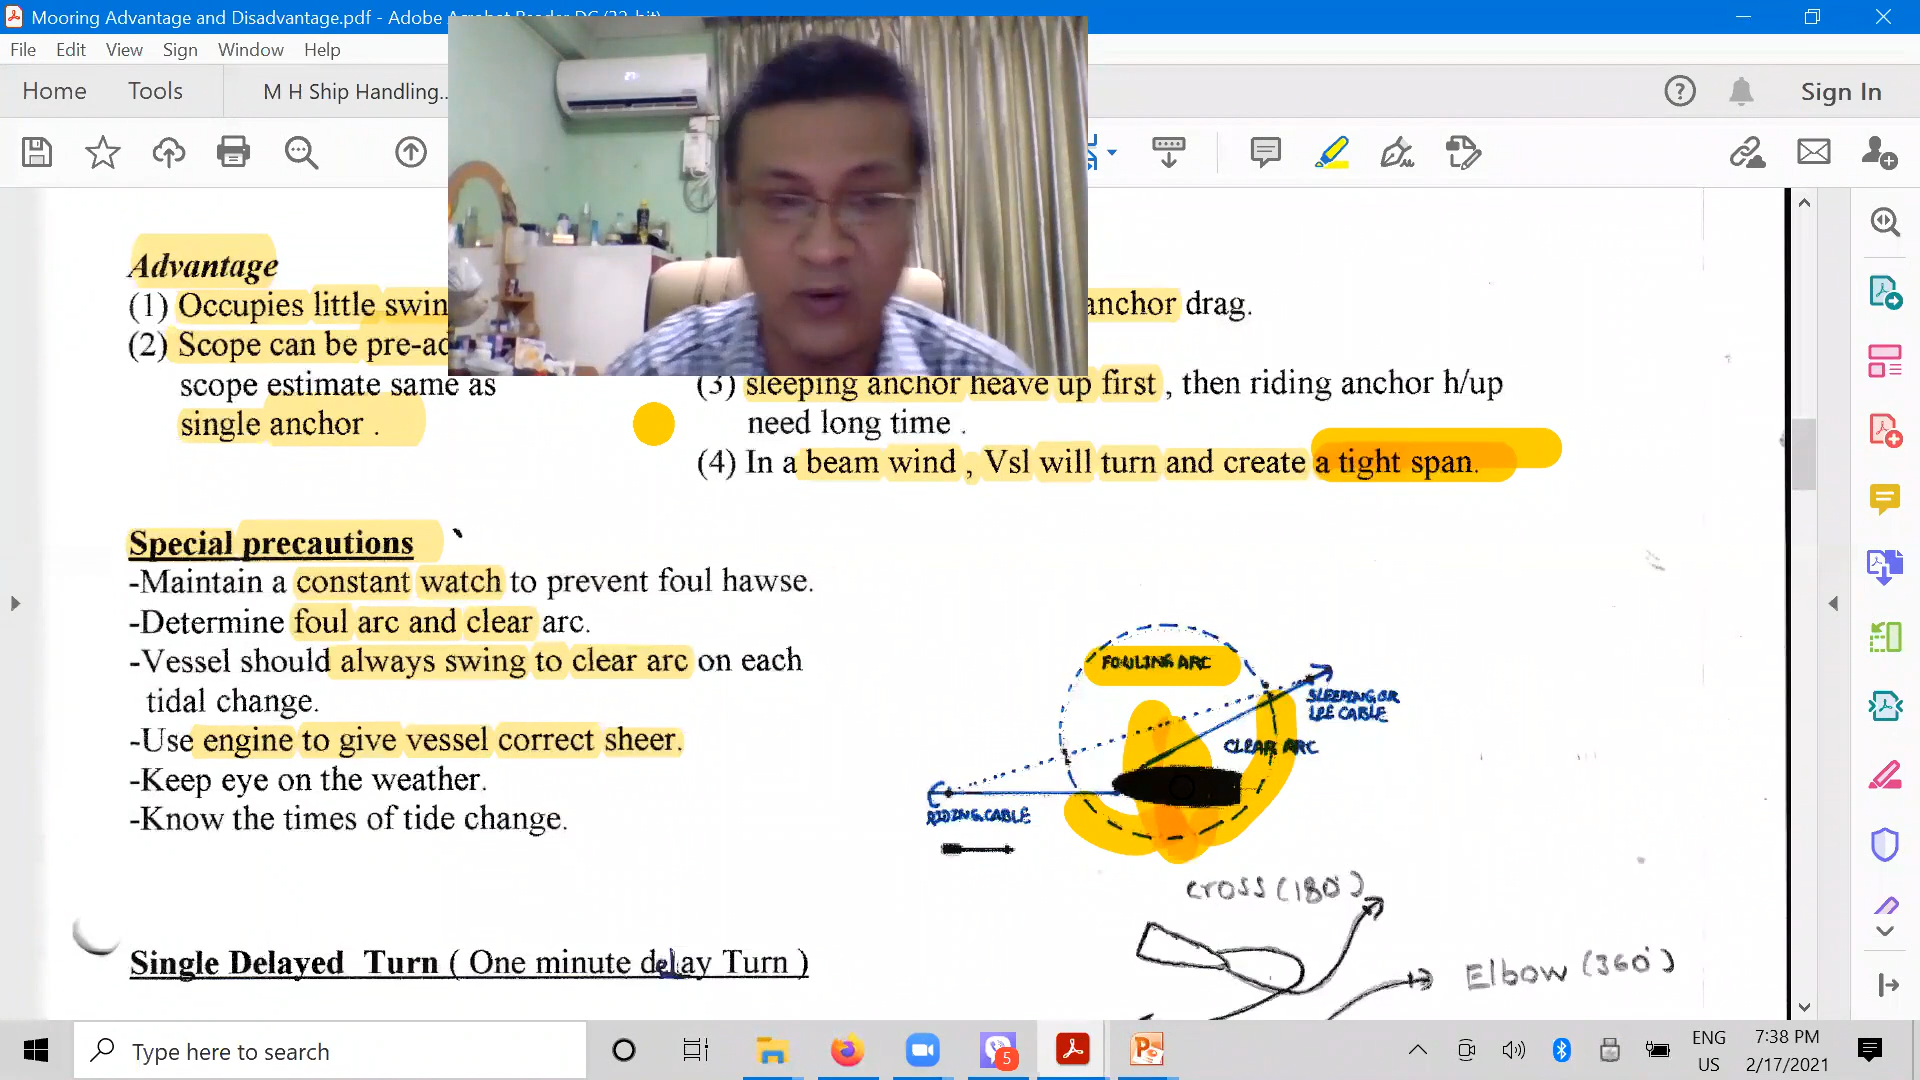 Mooring Advantage and Disadvantage.pdf - Adobe Acrobat Reader DC (32-bit)
File Edit View Sign Window Help
Home Tools M H Ship Handling... Sign In
Advantage
(1) Occupies little swin anchor drag.
(2) Scope can be pre-ad
scope estimate same as
single anchor .
(3) sleeping anchor heave up first , then riding anchor h/up
need long time .
(4) In a beam wind , Vsl will turn and create a tight span.
Special precautions
-Maintain a constant watch to prevent foul hawse.
-Determine foul arc and clear arc.
-Vessel should always swing to clear arc on each
tidal change.
-Use engine to give vessel correct sheer.
-Keep eye on the weather.
-Know the times of tide change.
FOULING ARC
SLEEPING OR
LEE CABLE
CLEAR ARC
RIDING CABLE
cross (180°)
Elbow (360°)
Single Delayed Turn ( One minute delay Turn )
Type here to search
5
ENG
US
7:38 PM
2/17/2021